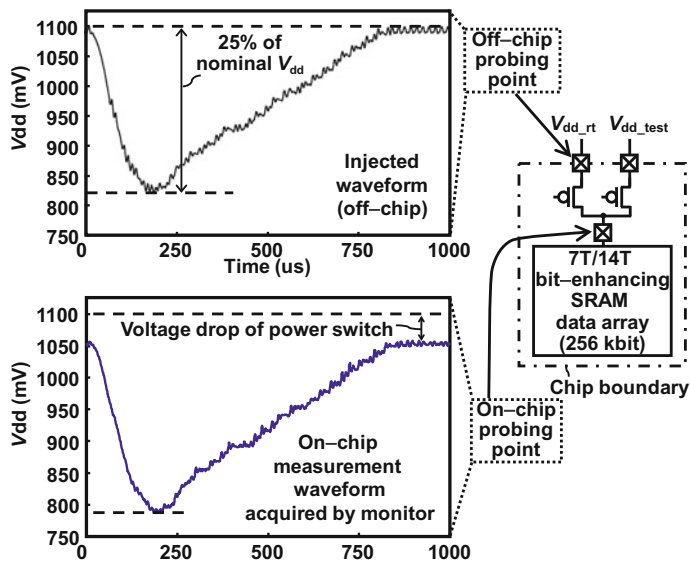 1100
1050
1000
950
900
850
800
750
Vdd (mV)
25% of
nominal Vdd
Injected
waveform
(off–chip)
0
250
500
750
1000
Time (us)
Off–chip
probing
point
Vdd_rt
Vdd_test
7T/14T
bit–enhancing
SRAM
data array
(256 kbit)
Chip boundary
On–chip
probing
point
1100
1050
1000
950
900
850
800
750
Vdd (mV)
Voltage drop of power switch
On–chip
measurement
waveform
acquired by monitor
0
250
500
750
1000